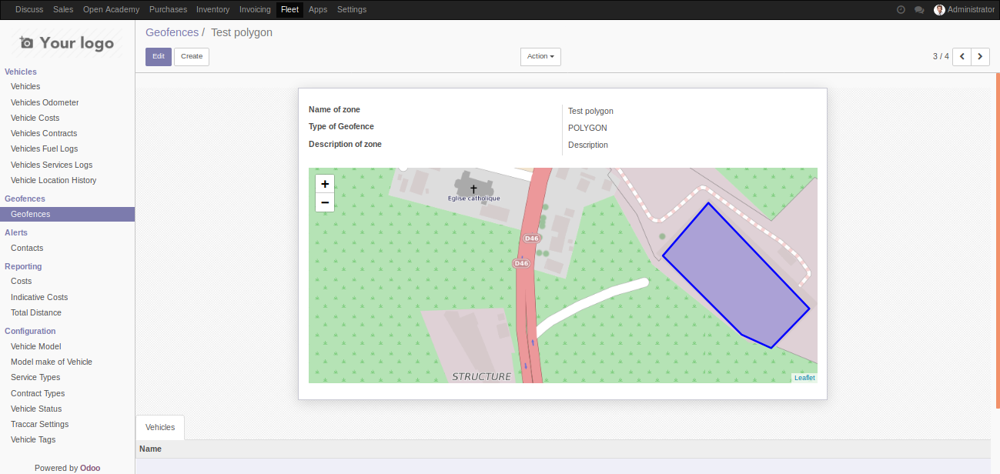 Discuss Sales Open Academy Purchases Inventory Invoicing Fleet Apps Settings Administrator
Your logo
Vehicles
Vehicles
Vehicles Odometer
Vehicle Costs
Vehicles Contracts
Vehicles Fuel Logs
Vehicles Services Logs
Vehicle Location History
Geofences
Geofences
Alerts
Contacts
Reporting
Costs
Indicative Costs
Total Distance
Configuration
Vehicle Model
Model make of Vehicle
Service Types
Contract Types
Vehicle Status
Traccar Settings
Vehicle Tags
Powered by Odoo
Geofences / Test polygon
Edit Create Action 3 / 4
Name of zone Test polygon
Type of Geofence POLYGON
Description of zone Description
+
−
Eglise catholique
D46
D46
STRUCTURE
Leaflet
Vehicles
Name